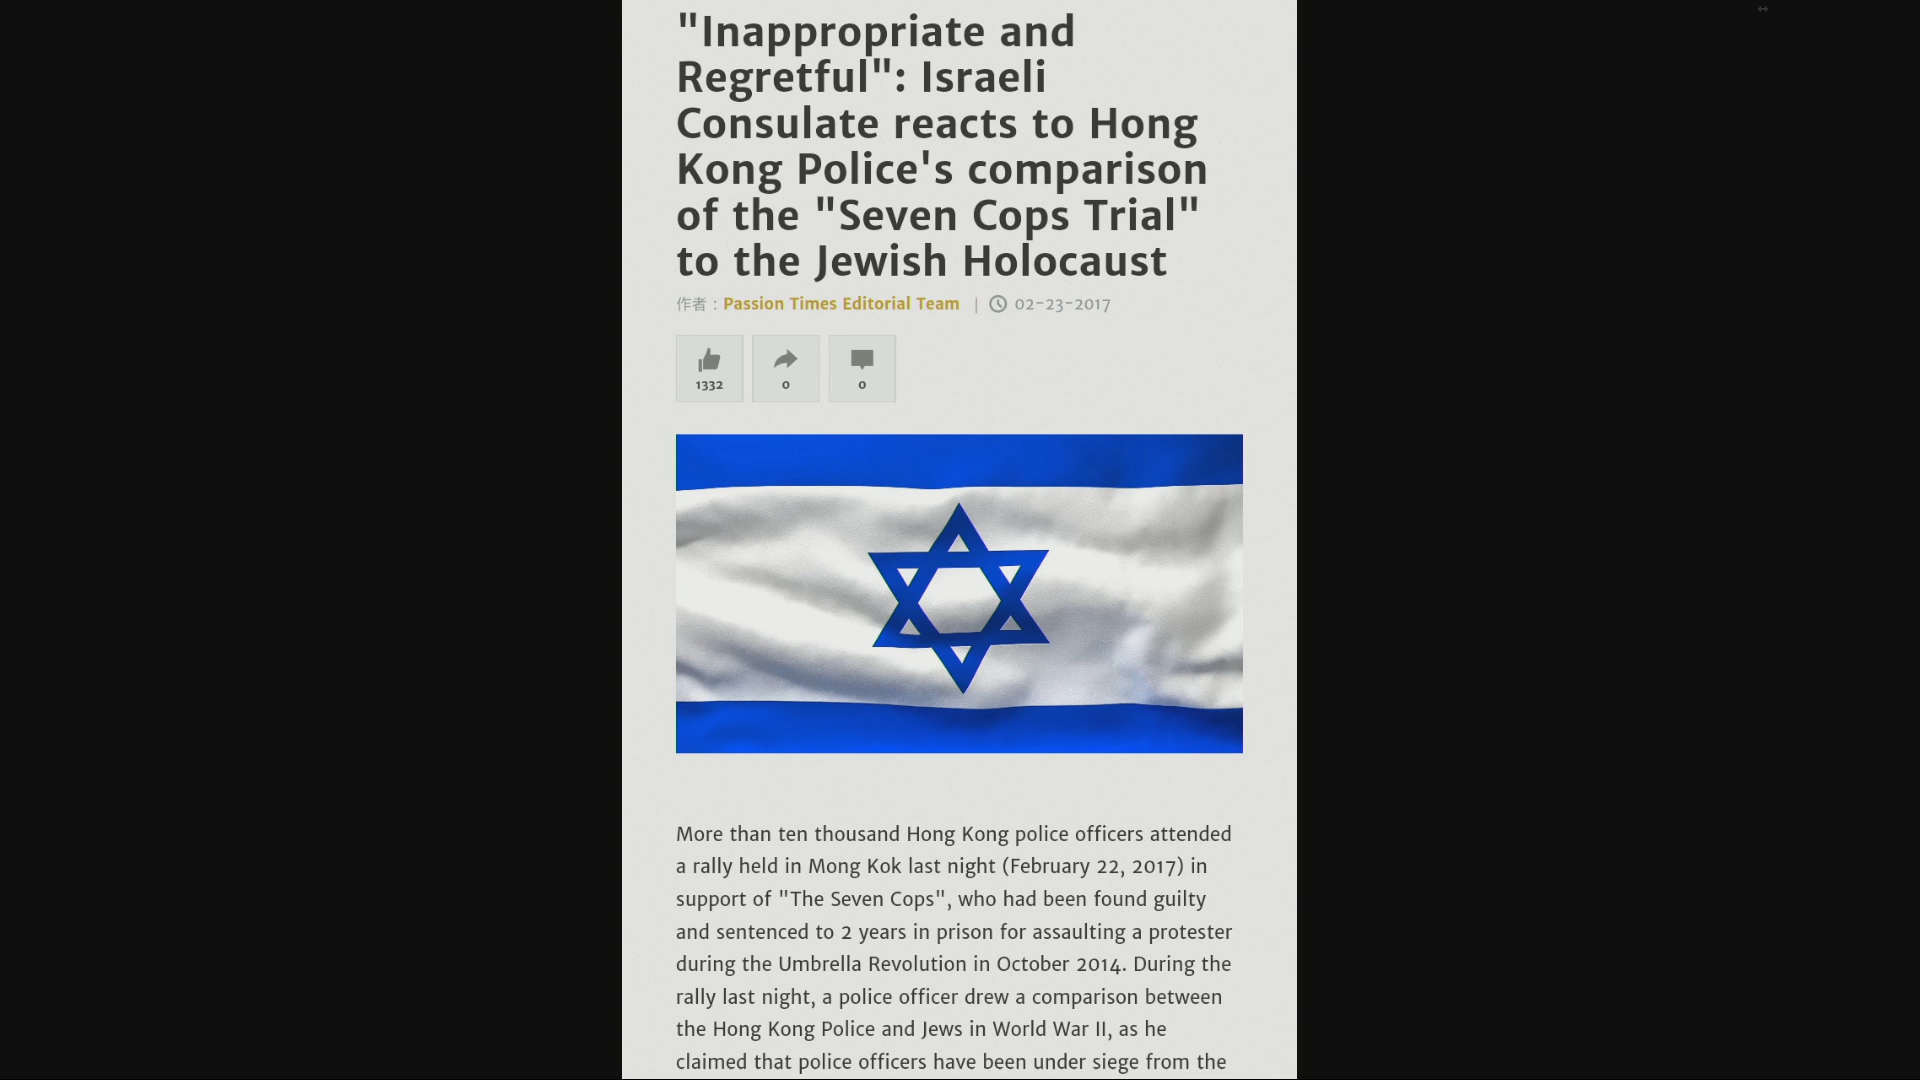 "Inappropriate and
Regretful": Israeli
Consulate reacts to Hong
Kong Police's comparison
of the "Seven Cops Trial"
to the Jewish Holocaust
作者 : Passion Times Editorial Team | 02-23-2017
1332 0 0
More than ten thousand Hong Kong police officers attended
a rally held in Mong Kok last night (February 22, 2017) in
support of "The Seven Cops", who had been found guilty
and sentenced to 2 years in prison for assaulting a protester
during the Umbrella Revolution in October 2014. During the
rally last night, a police officer drew a comparison between
the Hong Kong Police and Jews in World War II, as he
claimed that police officers have been under siege from the